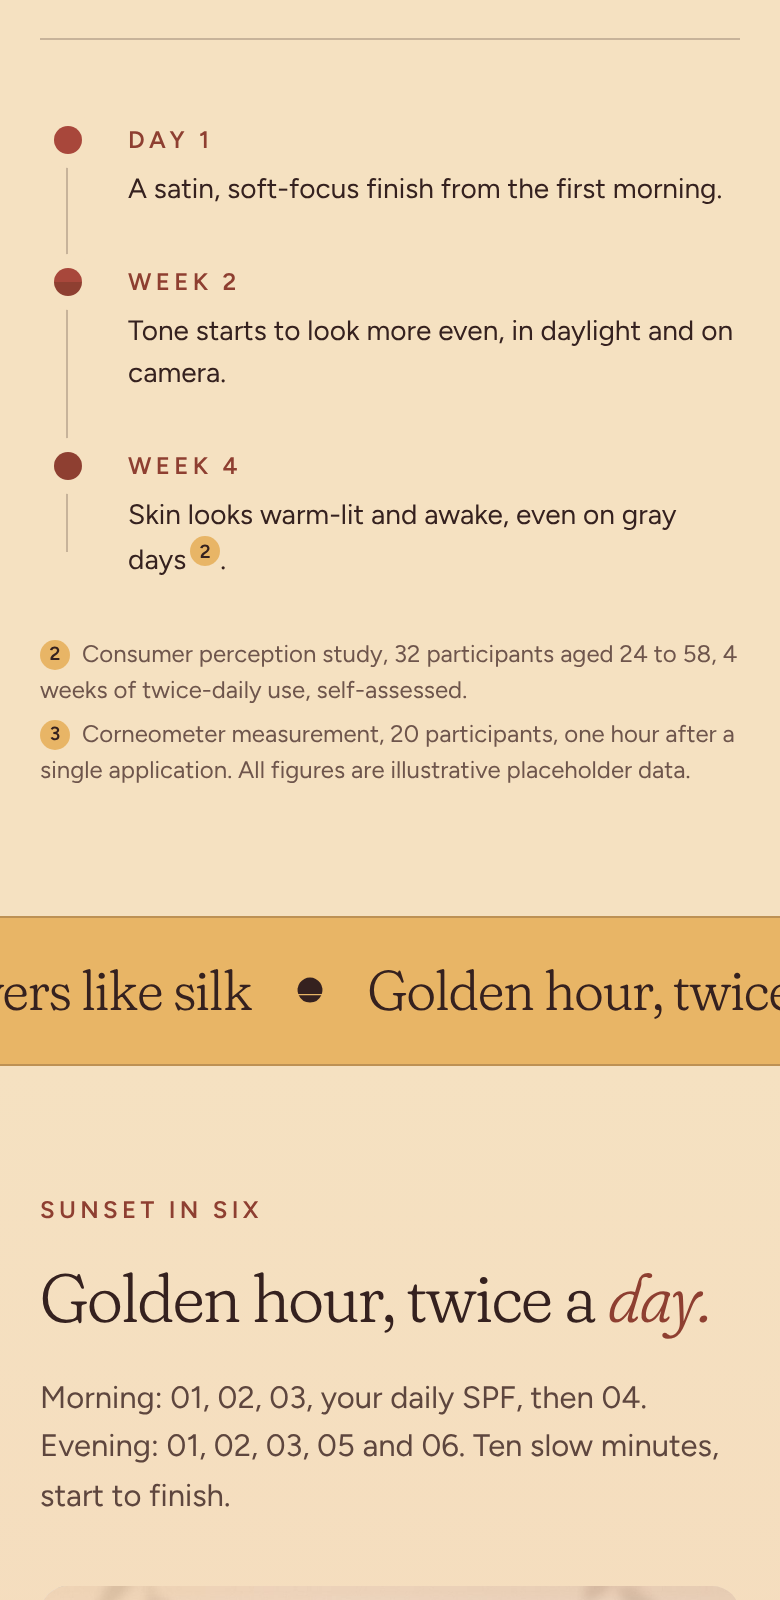 DAY 1
A satin, soft-focus finish from the first morning.
WEEK 2
Tone starts to look more even, in daylight and on
camera.
WEEK 4
Skin looks warm-lit and awake, even on gray
days 2.
2 Consumer perception study, 32 participants aged 24 to 58, 4
weeks of twice-daily use, self-assessed.
3 Corneometer measurement, 20 participants, one hour after a
single application. All figures are illustrative placeholder data.
like silk Golden hour, twice
SUNSET IN SIX
Golden hour, twice a day.
Morning: 01, 02, 03, your daily SPF, then 04.
Evening: 01, 02, 03, 05 and 06. Ten slow minutes,
start to finish.